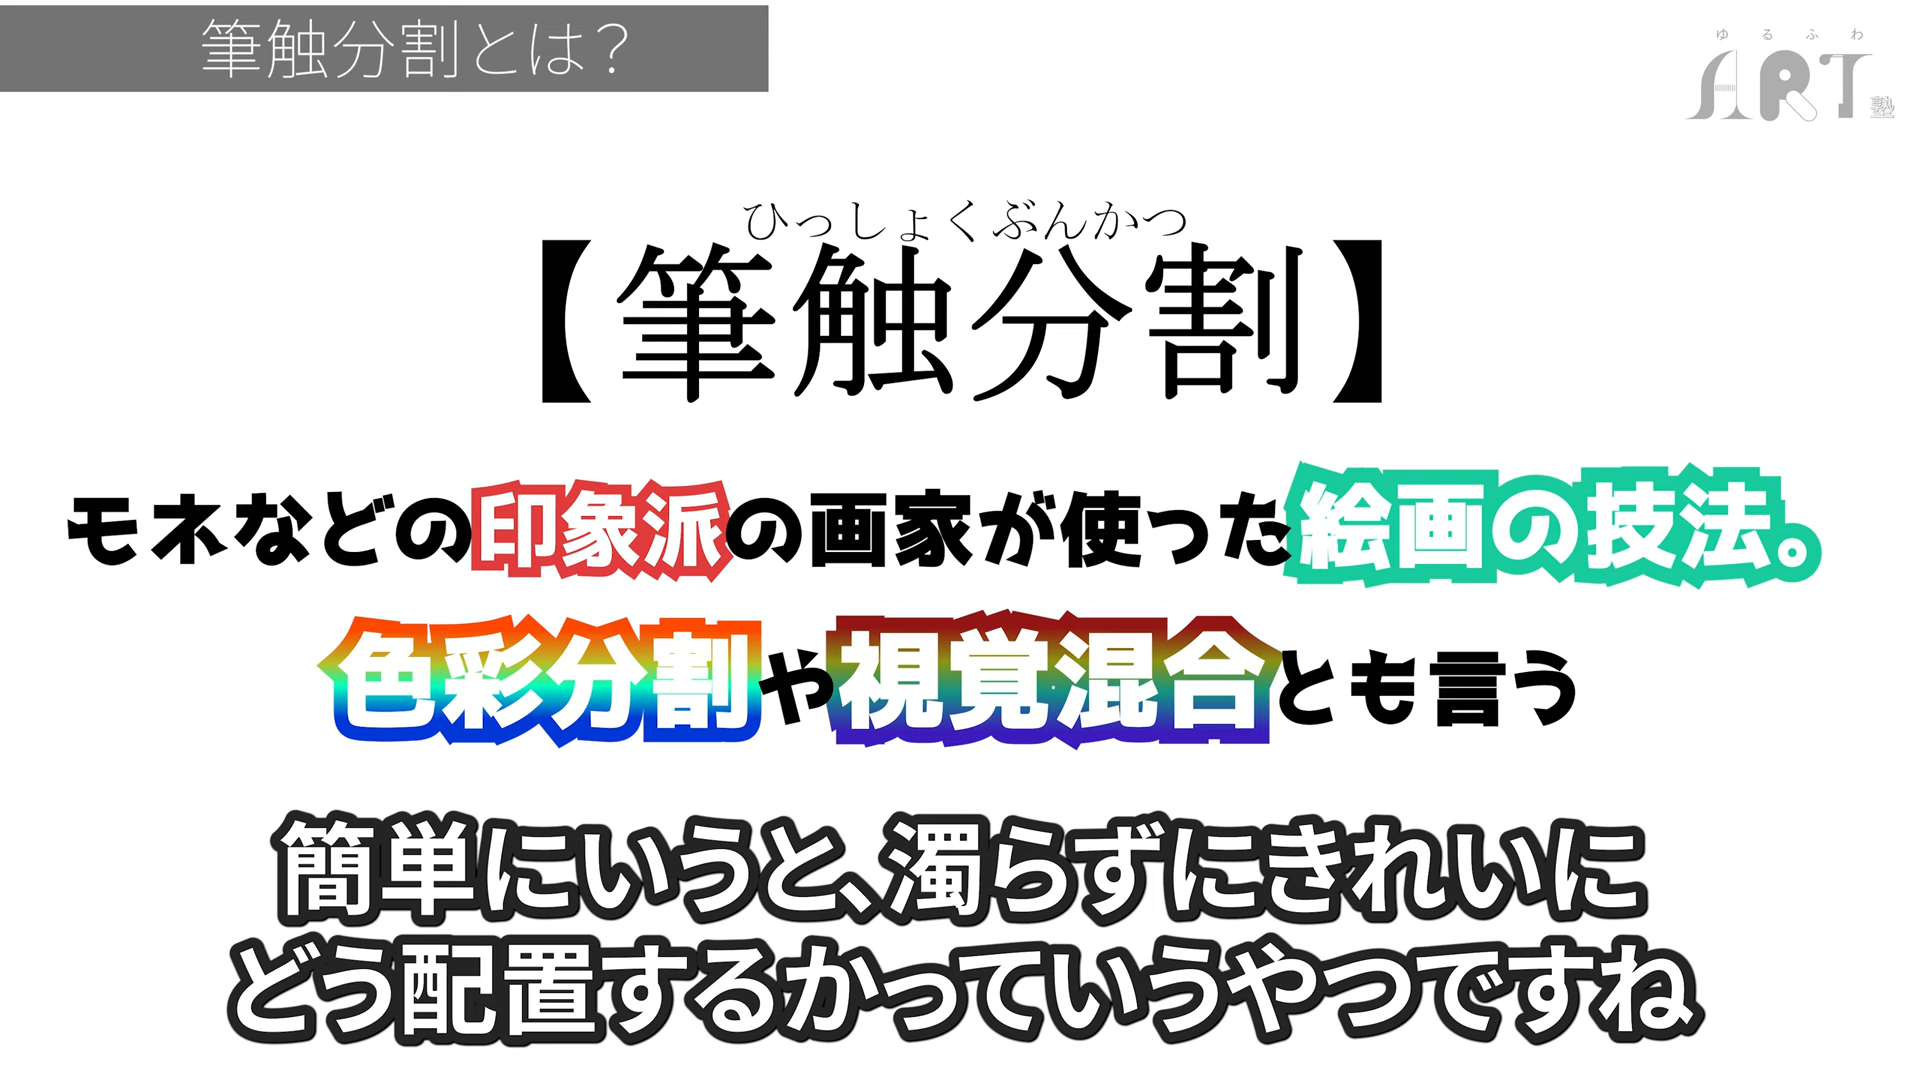 筆触分割とは？
ゆるふわ
ART塾
ひっしょくぶんかつ
【筆触分割】
モネなどの印象派の画家が使った絵画の技法。
色彩分割や視覚混合とも言う
簡単にいうと、濁らずにきれいに
どう配置するかっていうやつですね